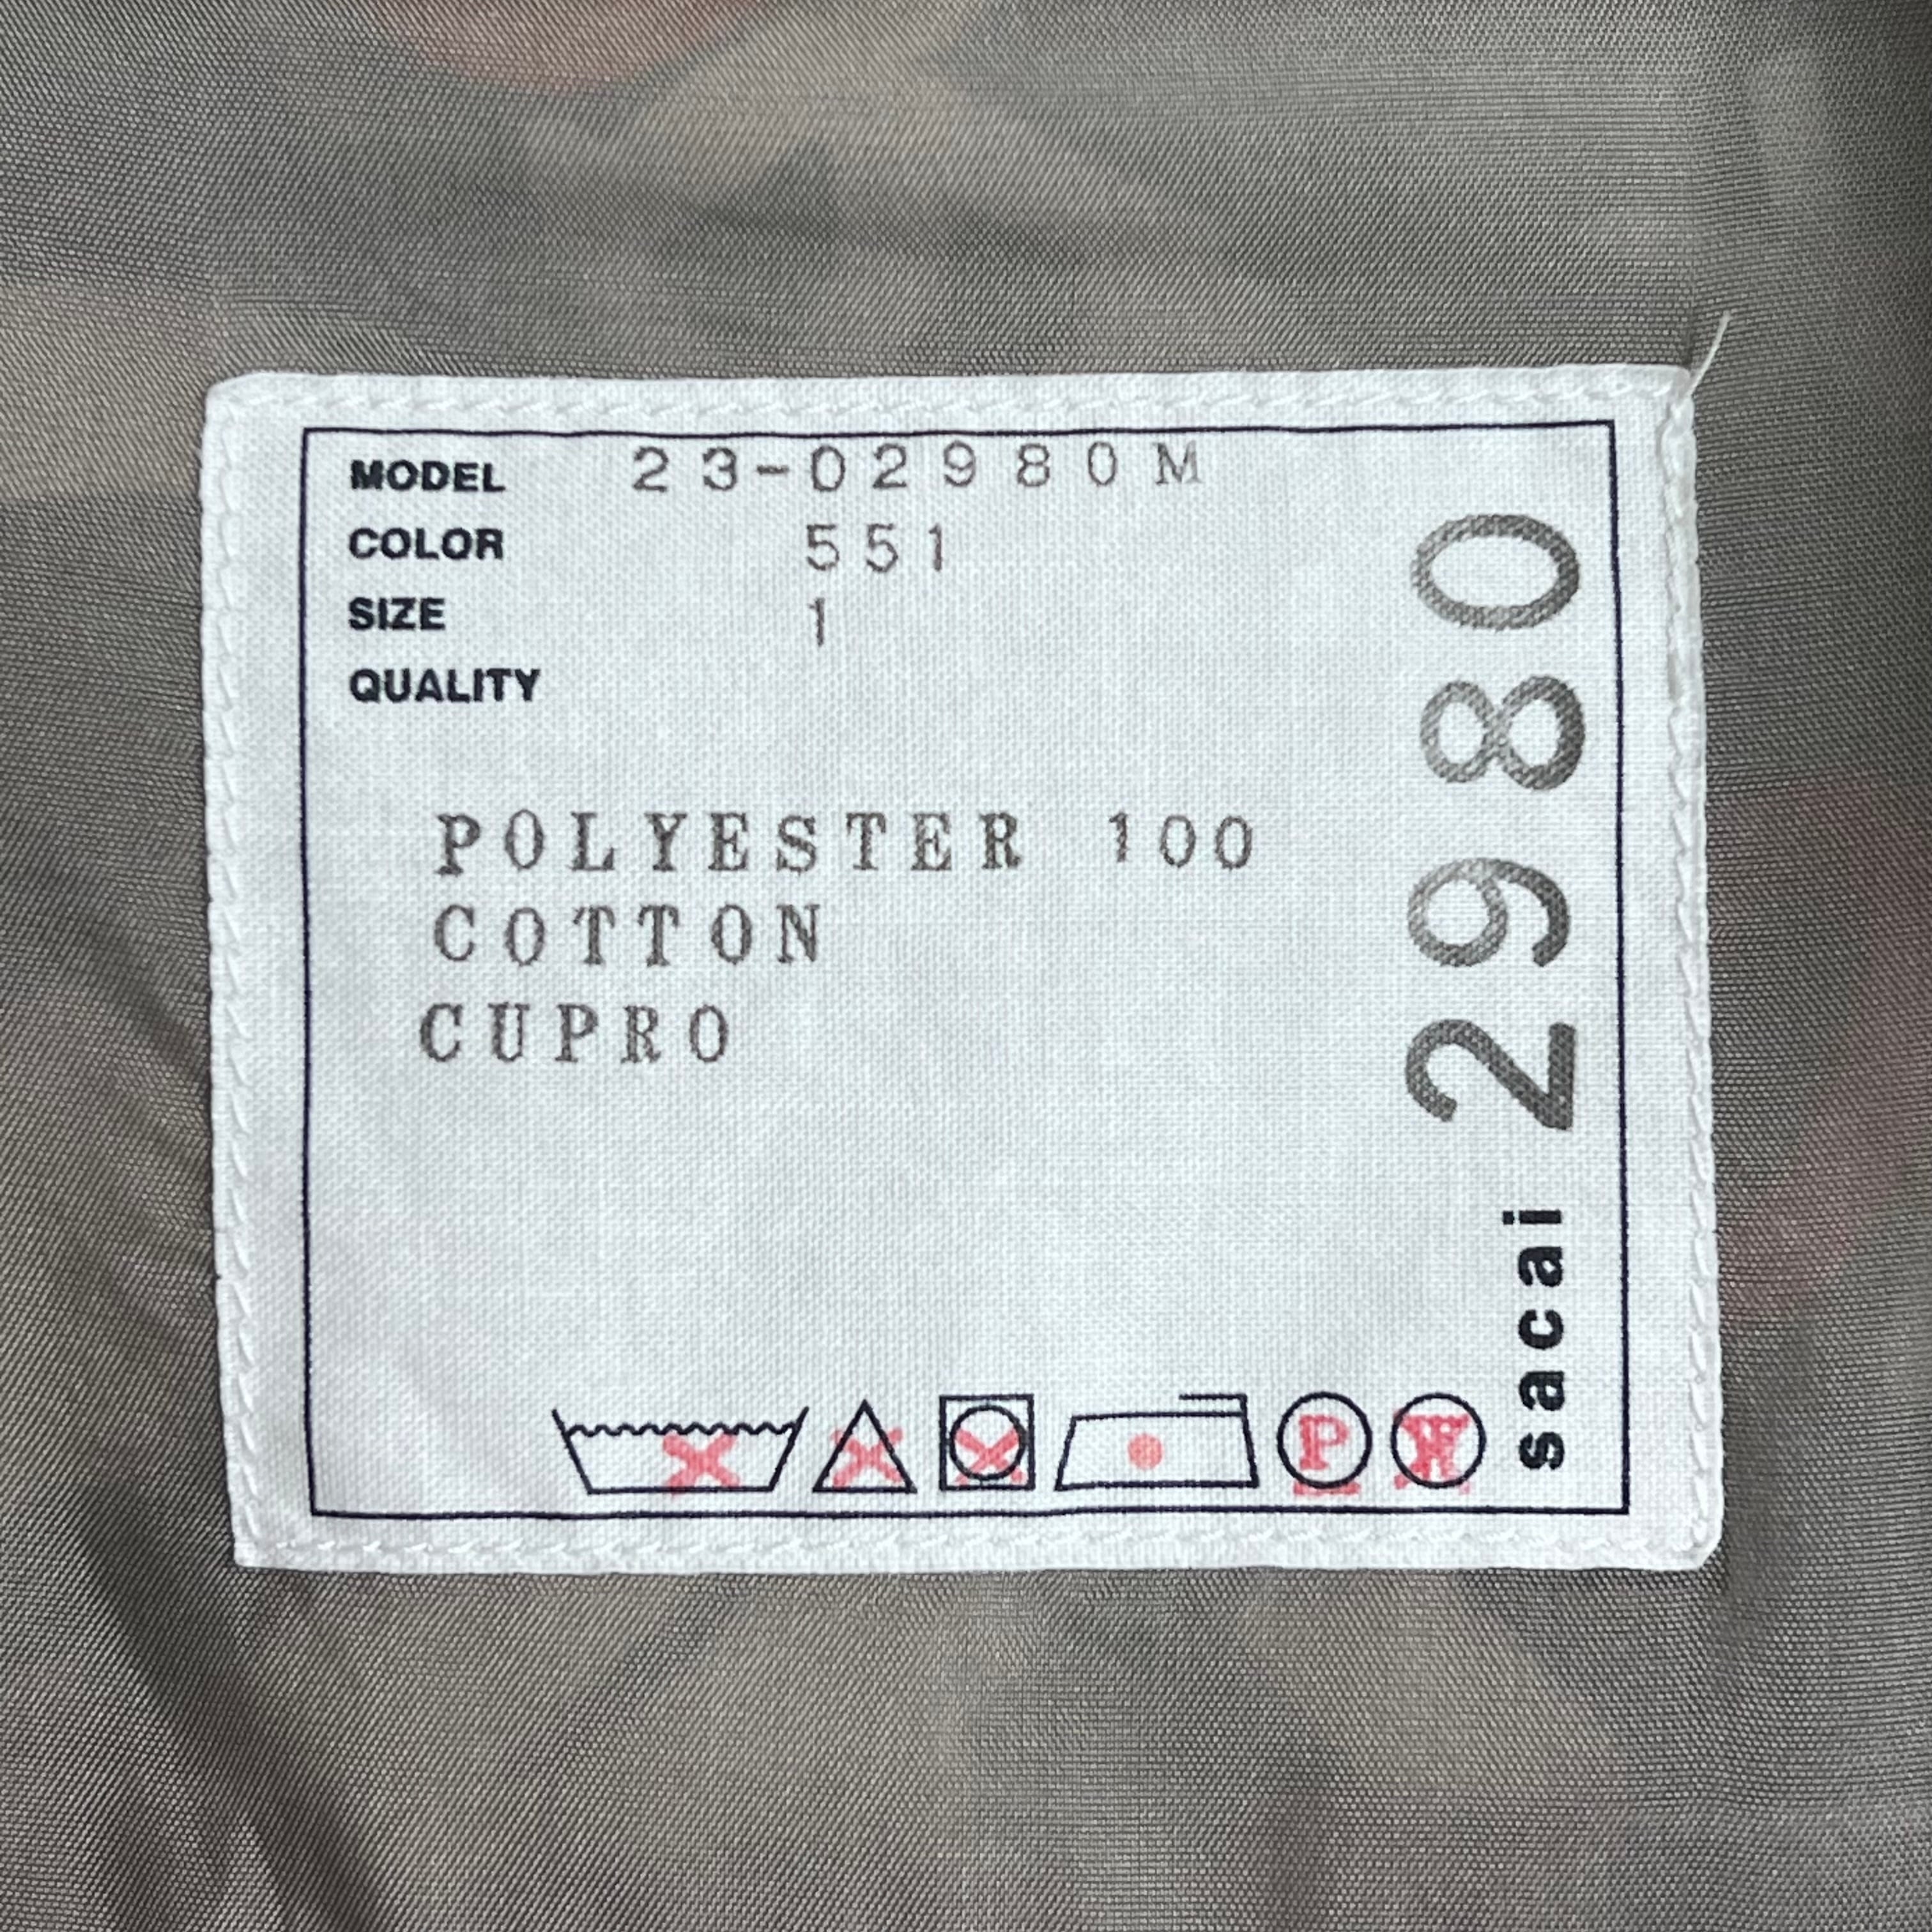 MODEL 23-02980M
COLOR 551
SIZE 1
QUALITY
POLYESTER 100
COTTON
CUPRO
sacai 2980
P
W